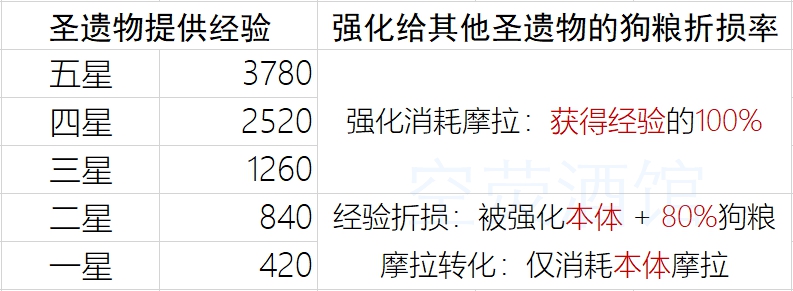 圣遗物提供经验 强化给其他圣遗物的狗粮折损率
五星 3780
四星 2520 强化消耗摩拉：获得经验的100%
三星 1260
空荧酒馆
二星 840 经验折损：被强化本体 + 80%狗粮
一星 420 摩拉转化：仅消耗本体摩拉